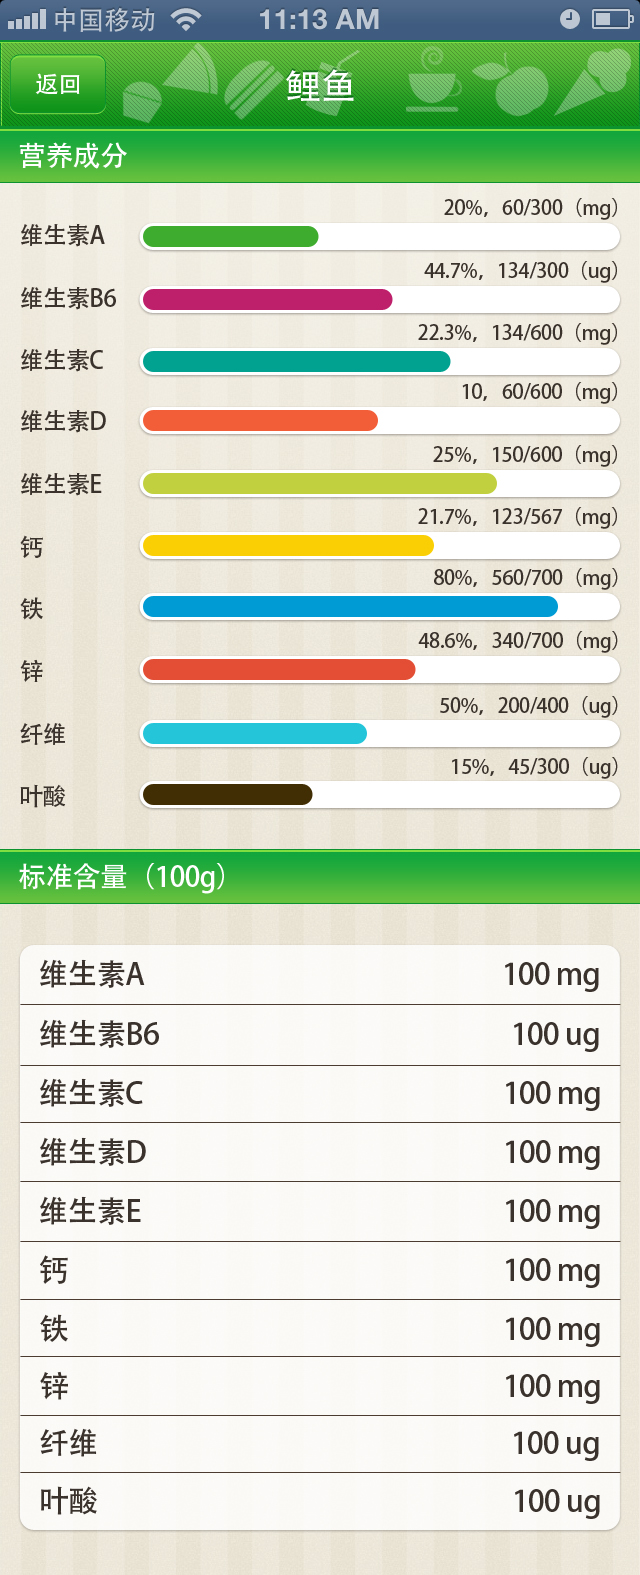 中国移动 11:13 AM
返回 鲤鱼
营养成分
20%，60/300（mg）
维生素A
44.7%，134/300（ug）
维生素B6
22.3%，134/600（mg）
维生素C
10，60/600（mg）
维生素D
25%，150/600（mg）
维生素E
21.7%，123/567（mg）
钙
80%，560/700（mg）
铁
48.6%，340/700（mg）
锌
50%，200/400（ug）
纤维
15%，45/300（ug）
叶酸
标准含量（100g）
维生素A 100 mg
维生素B6 100 ug
维生素C 100 mg
维生素D 100 mg
维生素E 100 mg
钙 100 mg
铁 100 mg
锌 100 mg
纤维 100 ug
叶酸 100 ug